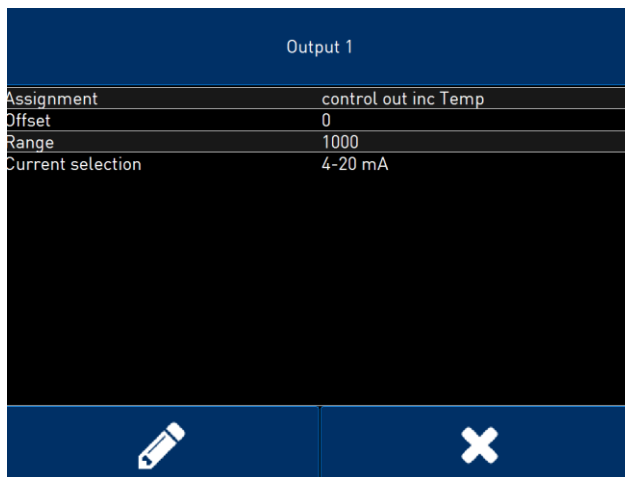 Output 1
Assignment control out inc Temp
Offset 0
Range 1000
Current selection 4-20 mA